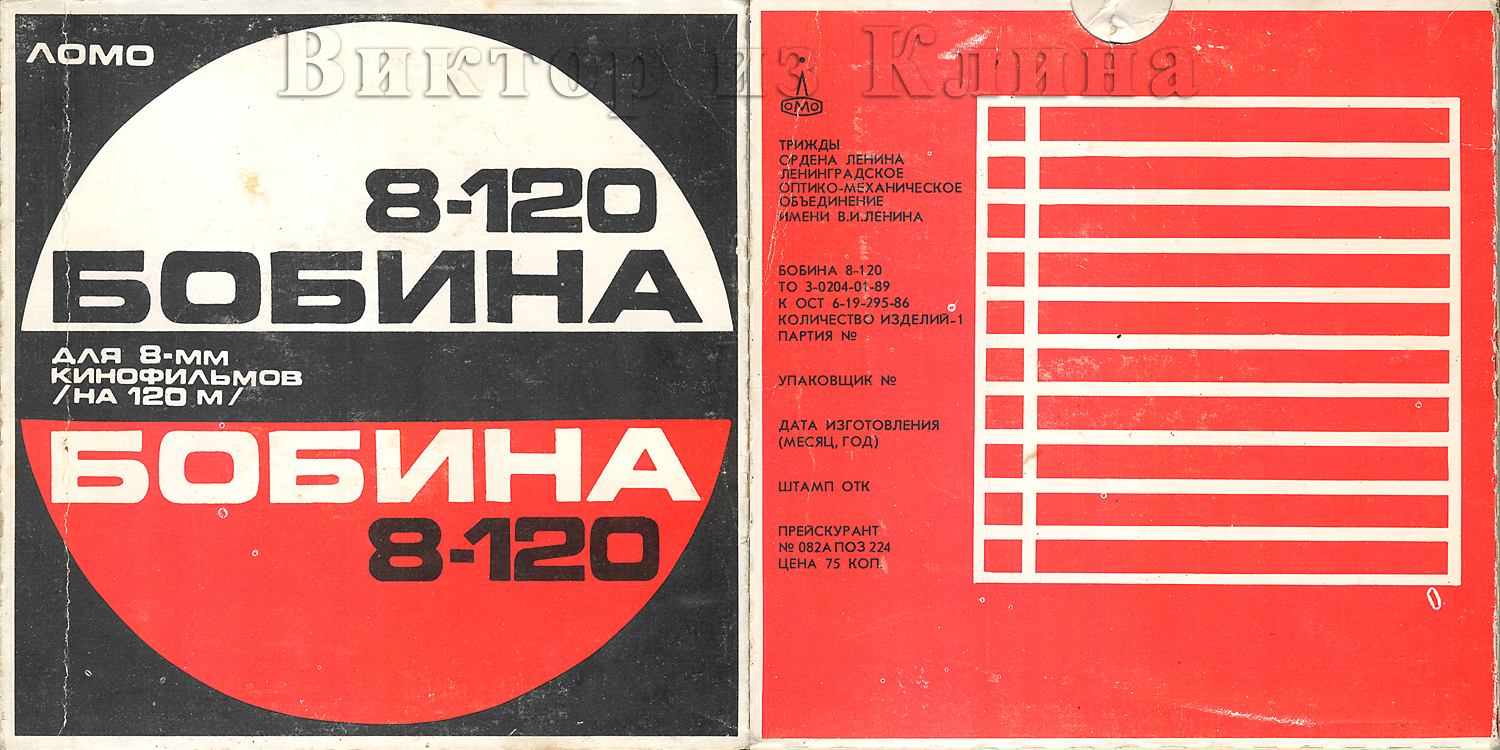 Виктор из Клина
ЛОМО
8-120
БОБИНА
ДЛЯ 8-ММ
КИНОФИЛЬМОВ
/НА 120 М/
БОБИНА
8-120
ЛОМО
ТРИЖДЫ
ОРДЕНА ЛЕНИНА
ЛЕНИНГРАДСКОЕ
ОПТИКО-МЕХАНИЧЕСКОЕ
ОБЪЕДИНЕНИЕ
ИМЕНИ В.И.ЛЕНИНА
БОБИНА 8-120
ТО 3-0204-01-89
К ОСТ 6-19-295-86
КОЛИЧЕСТВО ИЗДЕЛИЙ-1
ПАРТИЯ №
УПАКОВЩИК №
ДАТА ИЗГОТОВЛЕНИЯ
(МЕСЯЦ, ГОД)
ШТАМП ОТК
ПРЕЙСКУРАНТ
№ 082А ПОЗ 224
ЦЕНА 75 КОП.